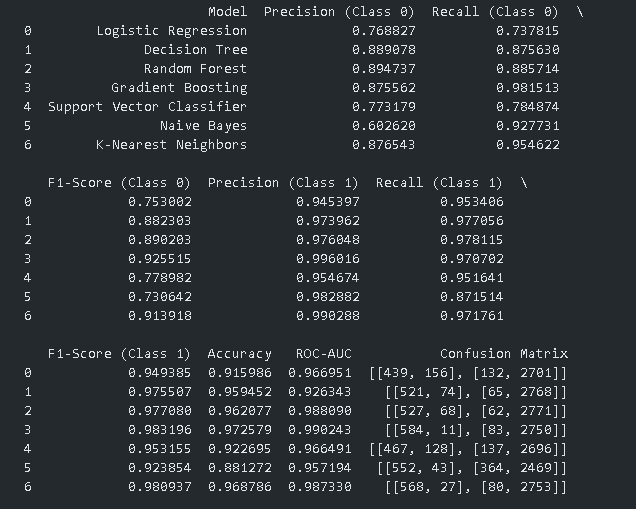 Model Precision (Class 0) Recall (Class 0) \
0 Logistic Regression 0.768827 0.737815
1 Decision Tree 0.889078 0.875630
2 Random Forest 0.894737 0.885714
3 Gradient Boosting 0.875562 0.981513
4 Support Vector Classifier 0.773179 0.784874
5 Naive Bayes 0.602620 0.927731
6 K-Nearest Neighbors 0.876543 0.954622
F1-Score (Class 0) Precision (Class 1) Recall (Class 1) \
0 0.753002 0.945397 0.953406
1 0.882303 0.973962 0.977056
2 0.890203 0.976048 0.978115
3 0.925515 0.996016 0.970702
4 0.778982 0.954674 0.951641
5 0.730642 0.982882 0.871514
6 0.913918 0.990288 0.971761
F1-Score (Class 1) Accuracy ROC-AUC Confusion Matrix
0 0.949385 0.915986 0.966951 [[439, 156], [132, 2701]]
1 0.975507 0.959452 0.926343 [[521, 74], [65, 2768]]
2 0.977080 0.962077 0.988090 [[527, 68], [62, 2771]]
3 0.983196 0.972579 0.990243 [[584, 11], [83, 2750]]
4 0.953155 0.922695 0.966491 [[467, 128], [137, 2696]]
5 0.923854 0.881272 0.957194 [[552, 43], [364, 2469]]
6 0.980937 0.968786 0.987330 [[568, 27], [80, 2753]]